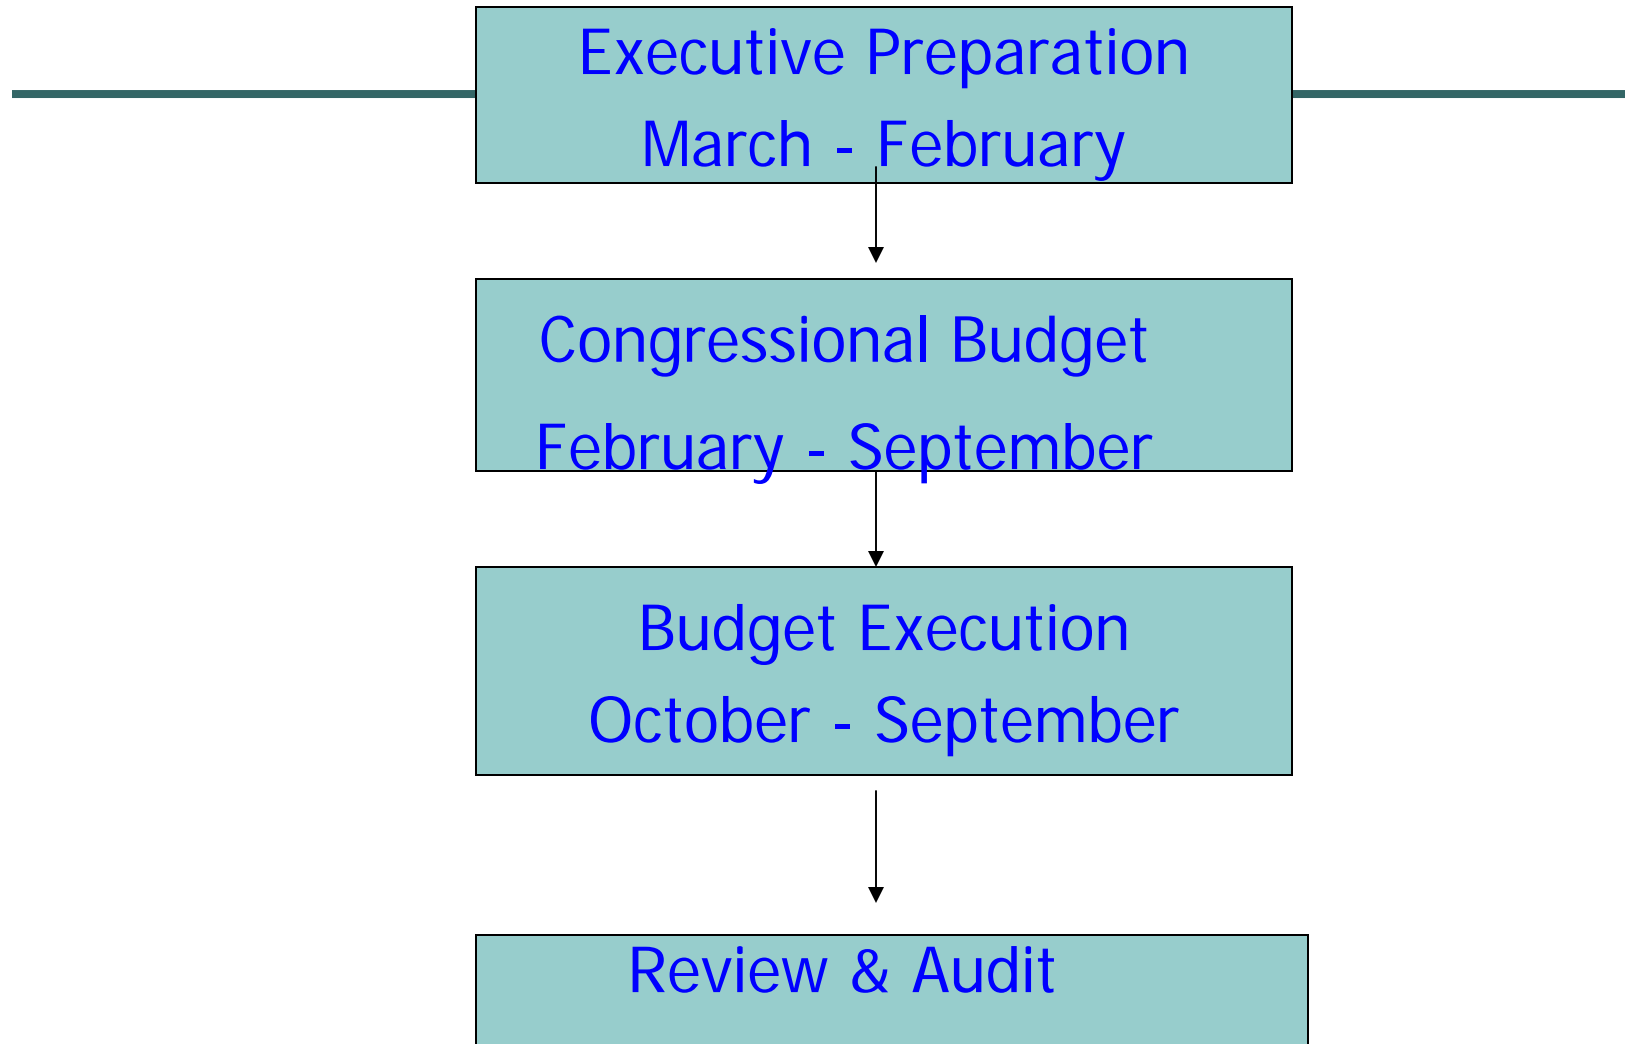 Executive Preparation
March - February
Congressional Budget
February - September
Budget Execution
October - September
Review & Audit